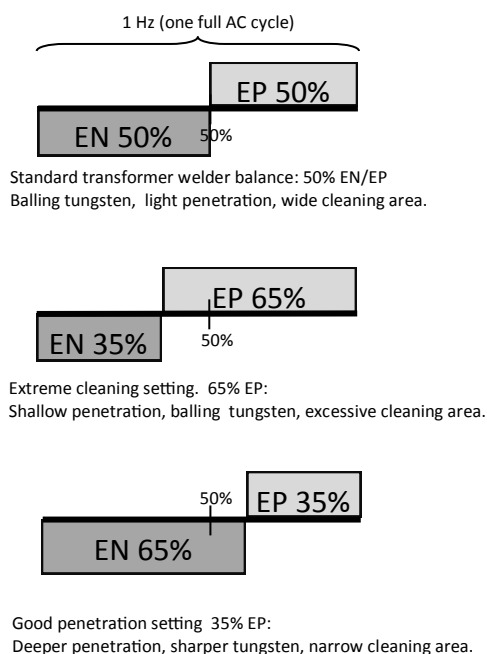 1 Hz (one full AC cycle)
EP 50%
EN 50%
50%
Standard transformer welder balance: 50% EN/EP
Balling tungsten, light penetration, wide cleaning area.
EP 65%
EN 35%
50%
Extreme cleaning setting. 65% EP:
Shallow penetration, balling tungsten, excessive cleaning area.
50%
EP 35%
EN 65%
Good penetration setting 35% EP:
Deeper penetration, sharper tungsten, narrow cleaning area.